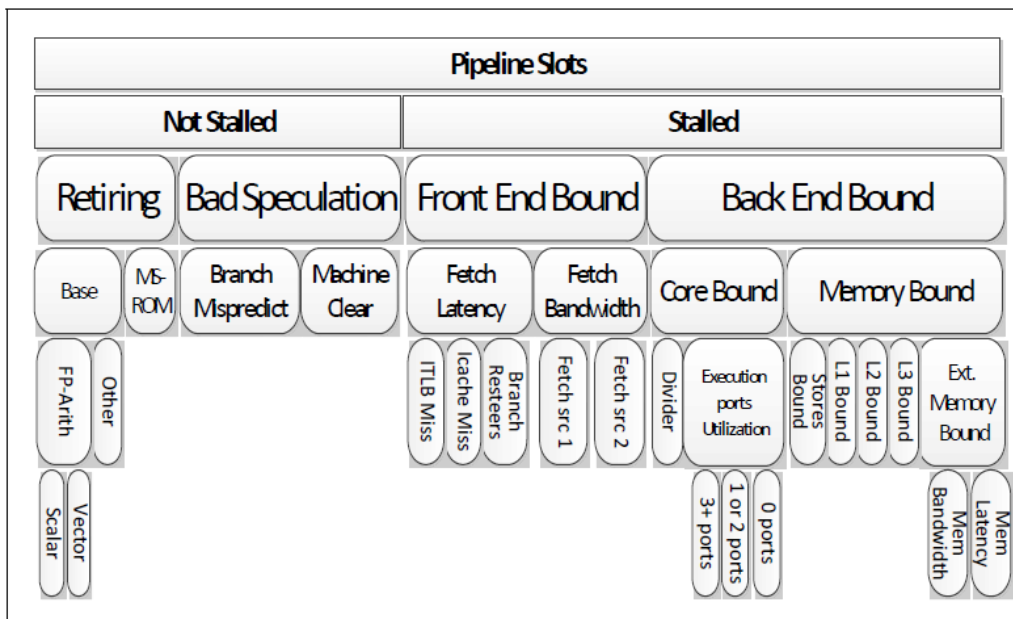 Pipeline Slots
Not Stalled
Stalled
Retiring
Bad Speculation
Front End Bound
Back End Bound
Base
MS-
ROM
Branch
Mispredict
Machine
Clear
Fetch
Latency
Fetch
Bandwidth
Core Bound
Memory Bound
FP-Arith
Other
ITLB Miss
Icache Miss
Branch
Resteers
Fetch src 1
Fetch src 2
Divider
Execution
ports
Utilization
Stores
Bound
L1 Bound
L2 Bound
L3 Bound
Ext.
Memory
Bound
Scalar
Vector
3+ ports
1 or 2 ports
0 ports
Mem
Bandwidth
Mem
Latency